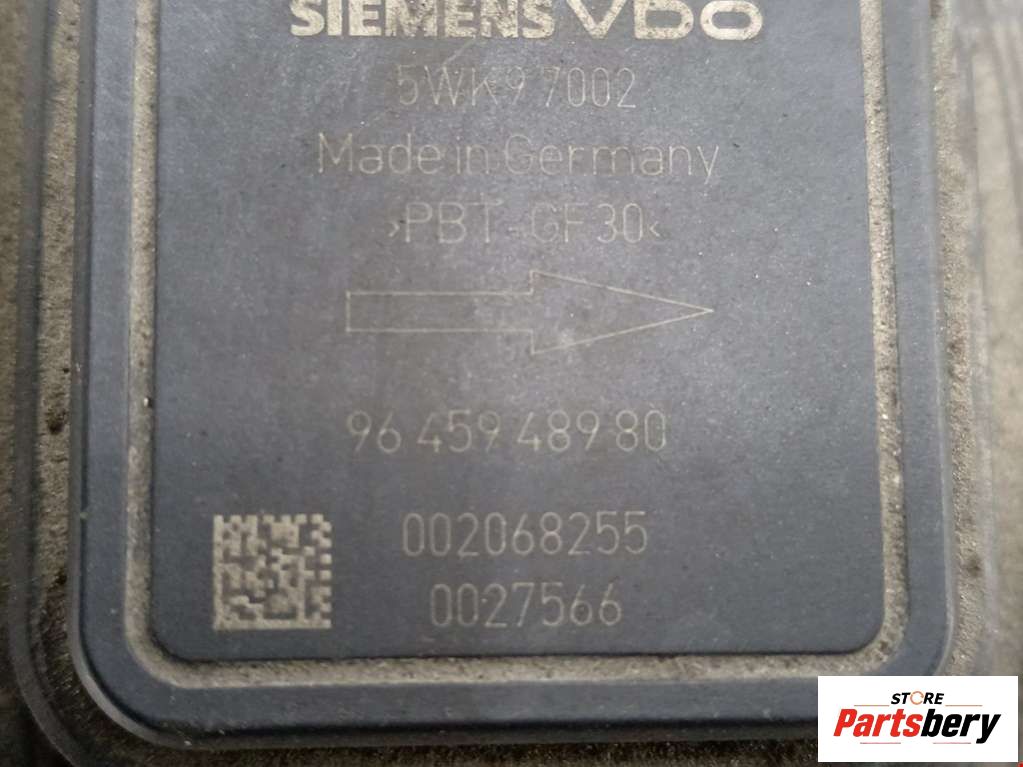 SIEMENS VDO
5WK9 7002
Made in Germany
›PBT-GF30‹
96 459 489 80
002068255
0027566
STORE
Partsbery